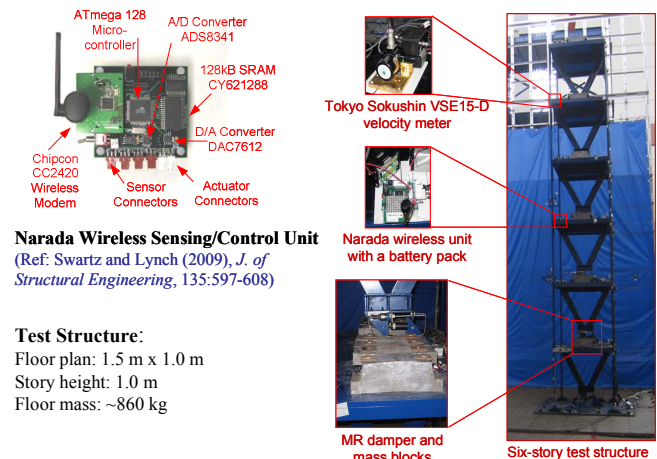 ATmega 128
Micro-
controller
A/D Converter
ADS8341
128kB SRAM
CY621288
D/A Converter
DAC7612
Chipcon
CC2420
Wireless
Modem
Sensor
Connectors
Actuator
Connectors
Narada Wireless Sensing/Control Unit
(Ref: Swartz and Lynch (2009), J. of
Structural Engineering, 135:597-608)
Test Structure:
Floor plan: 1.5 m x 1.0 m
Story height: 1.0 m
Floor mass: ~860 kg
Tokyo Sokushin VSE15-D
velocity meter
Narada wireless unit
with a battery pack
MR damper and
mass blocks
Six-story test structure